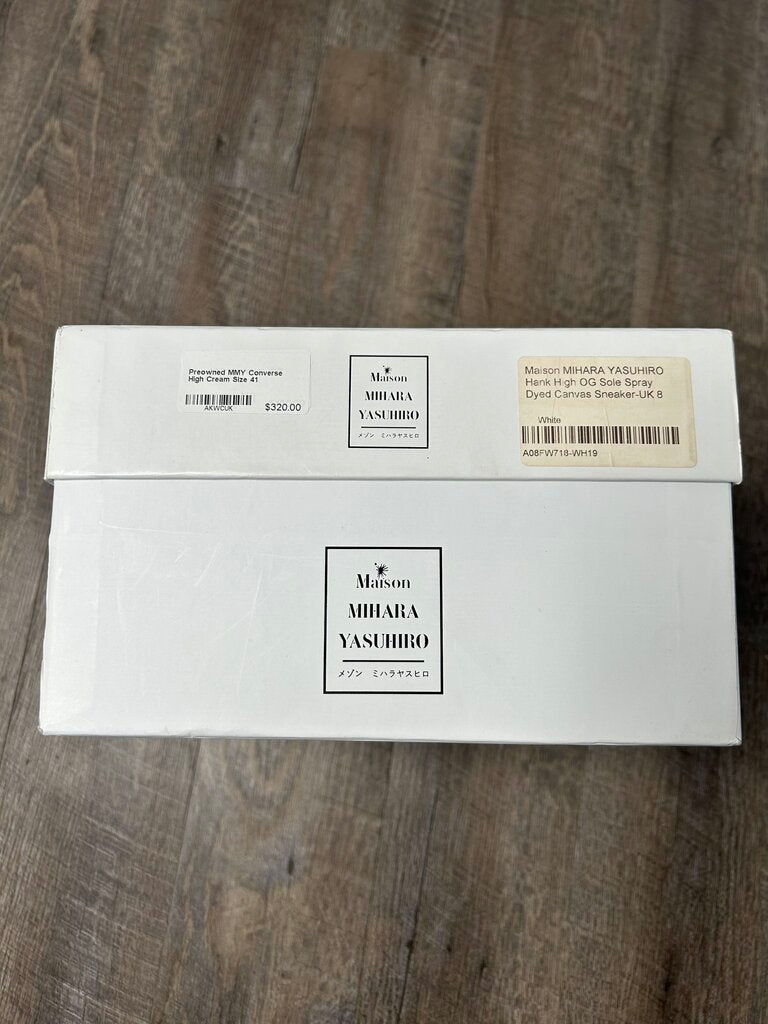 Preowned MMY Converse
High Cream Size 41
AKWCUK
$320.00
Maison
MIHARA
YASUHIRO
メゾン ミハラヤスヒロ
Maison MIHARA YASUHIRO
Hank High OG Sole Spray
Dyed Canvas Sneaker-UK 8
White
A08FW718-WH19
Maison
MIHARA
YASUHIRO
メゾン ミハラヤスヒロ